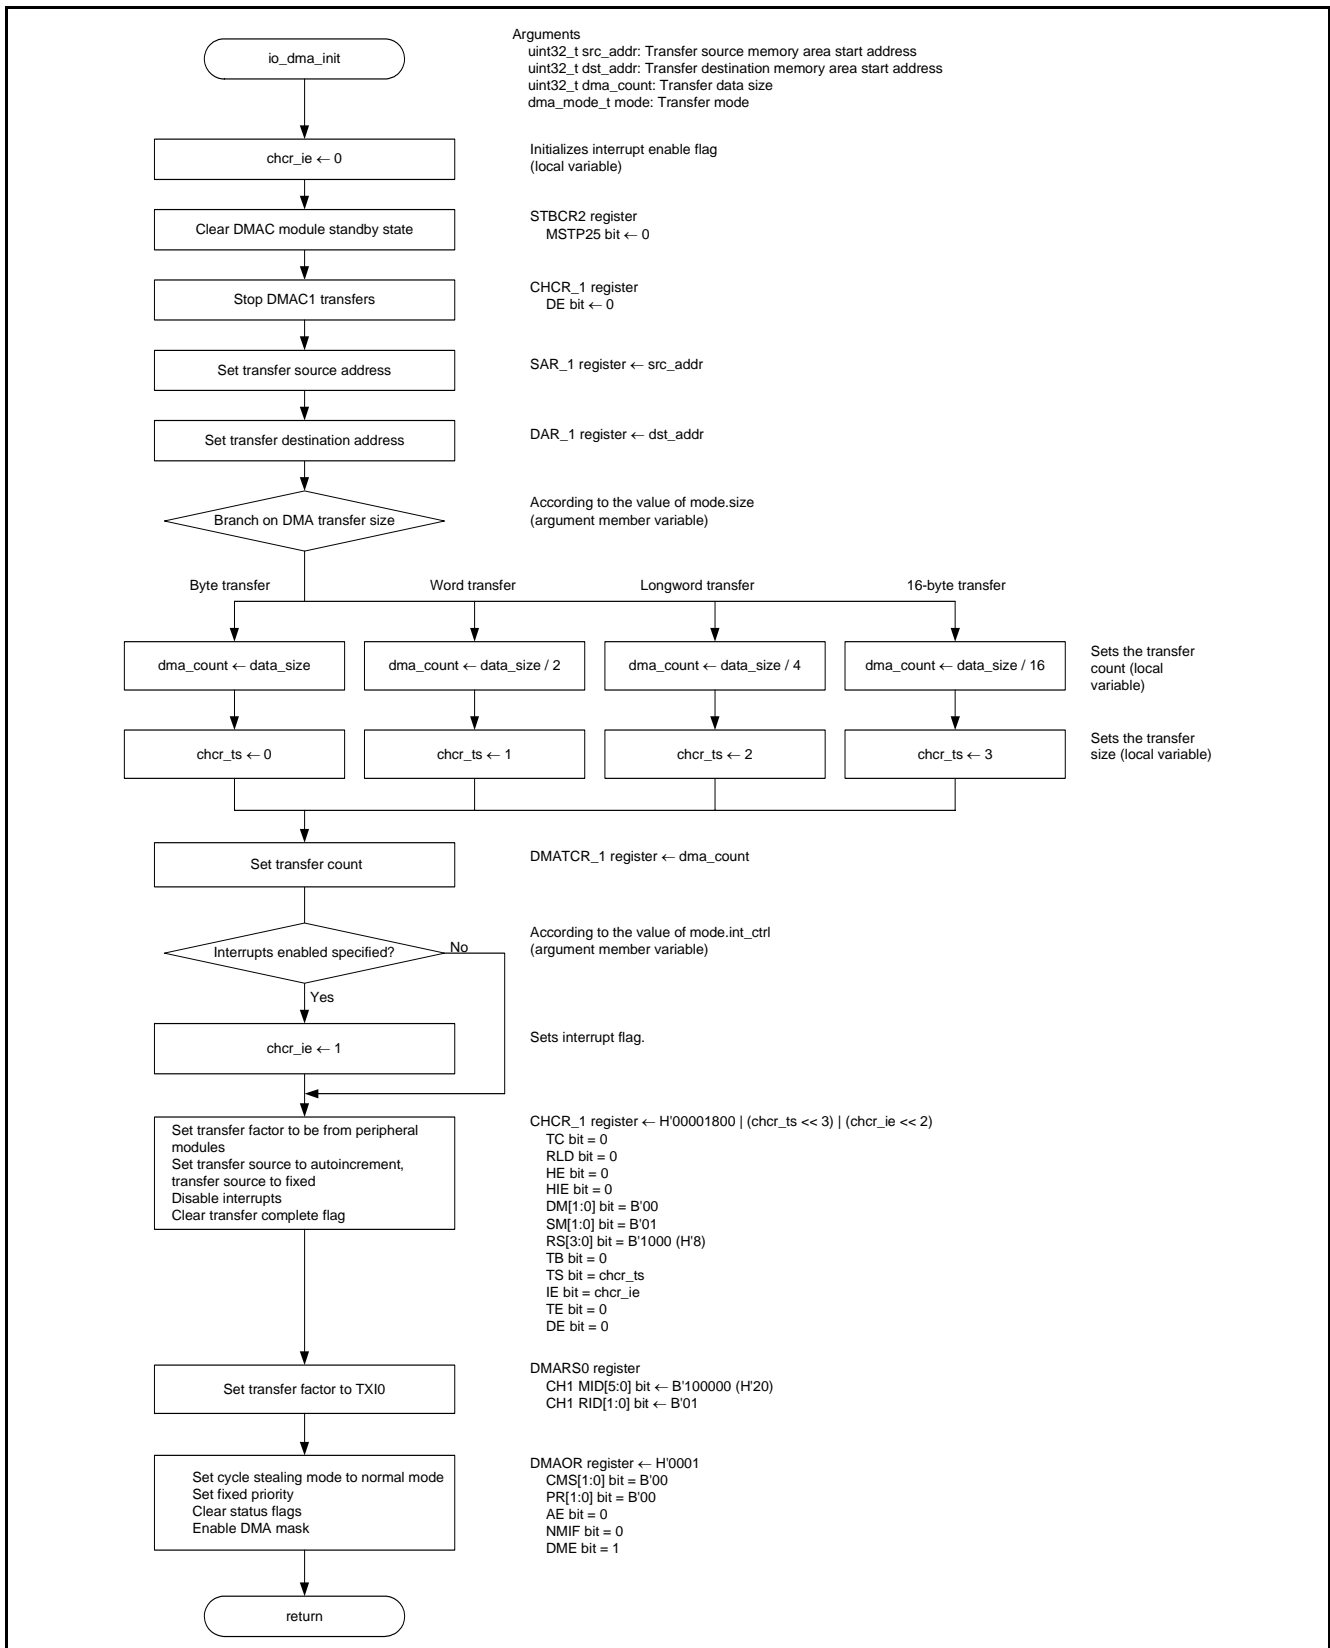 io_dma_init
Arguments
uint32_t src_addr: Transfer source memory area start address
uint32_t dst_addr: Transfer destination memory area start address
uint32_t dma_count: Transfer data size
dma_mode_t mode: Transfer mode
chcr_ie ← 0
Initializes interrupt enable flag
(local variable)
Clear DMAC module standby state
STBCR2 register
MSTP25 bit ← 0
Stop DMAC1 transfers
CHCR_1 register
DE bit ← 0
Set transfer source address
SAR_1 register ← src_addr
Set transfer destination address
DAR_1 register ← dst_addr
Branch on DMA transfer size
According to the value of mode.size
(argument member variable)
Byte transfer
Word transfer
Longword transfer
16-byte transfer
dma_count ← data_size
dma_count ← data_size / 2
dma_count ← data_size / 4
dma_count ← data_size / 16
Sets the transfer
count (local
variable)
chcr_ts ← 0
chcr_ts ← 1
chcr_ts ← 2
chcr_ts ← 3
Sets the transfer
size (local variable)
Set transfer count
DMATCR_1 register ← dma_count
Interrupts enabled specified?
No
According to the value of mode.int_ctrl
(argument member variable)
Yes
chcr_ie ← 1
Sets interrupt flag.
Set transfer factor to be from peripheral
modules
Set transfer source to autoincrement,
transfer source to fixed
Disable interrupts
Clear transfer complete flag
CHCR_1 register ← H'00001800 | (chcr_ts << 3) | (chcr_ie << 2)
TC bit = 0
RLD bit = 0
HE bit = 0
HIE bit = 0
DM[1:0] bit = B'00
SM[1:0] bit = B'01
RS[3:0] bit = B'1000 (H'8)
TB bit = 0
TS bit = chcr_ts
IE bit = chcr_ie
TE bit = 0
DE bit = 0
Set transfer factor to TXI0
DMARS0 register
CH1 MID[5:0] bit ← B'100000 (H'20)
CH1 RID[1:0] bit ← B'01
Set cycle stealing mode to normal mode
Set fixed priority
Clear status flags
Enable DMA mask
DMAOR register ← H'0001
CMS[1:0] bit = B'00
PR[1:0] bit = B'00
AE bit = 0
NMIF bit = 0
DME bit = 1
return